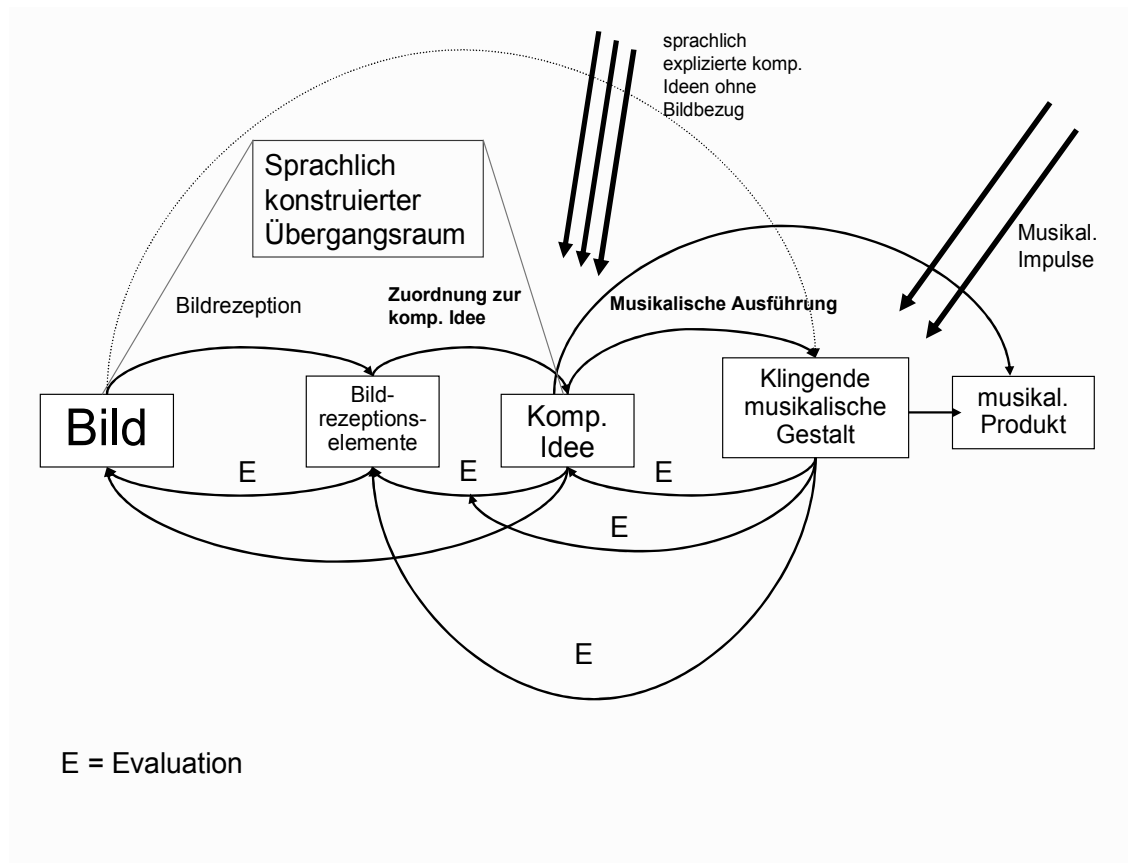 sprachlich
explizierte komp.
Ideen ohne
Bildbezug
Sprachlich
konstruierter
Übergangsraum
Musikal.
Impulse
Bildrezeption
Zuordnung zur
komp. Idee
Musikalische Ausführung
Bild
Bild-
rezeptions-
elemente
Komp.
Idee
Klingende
musikalische
Gestalt
musikal.
Produkt
E
E
E
E
E
E = Evaluation